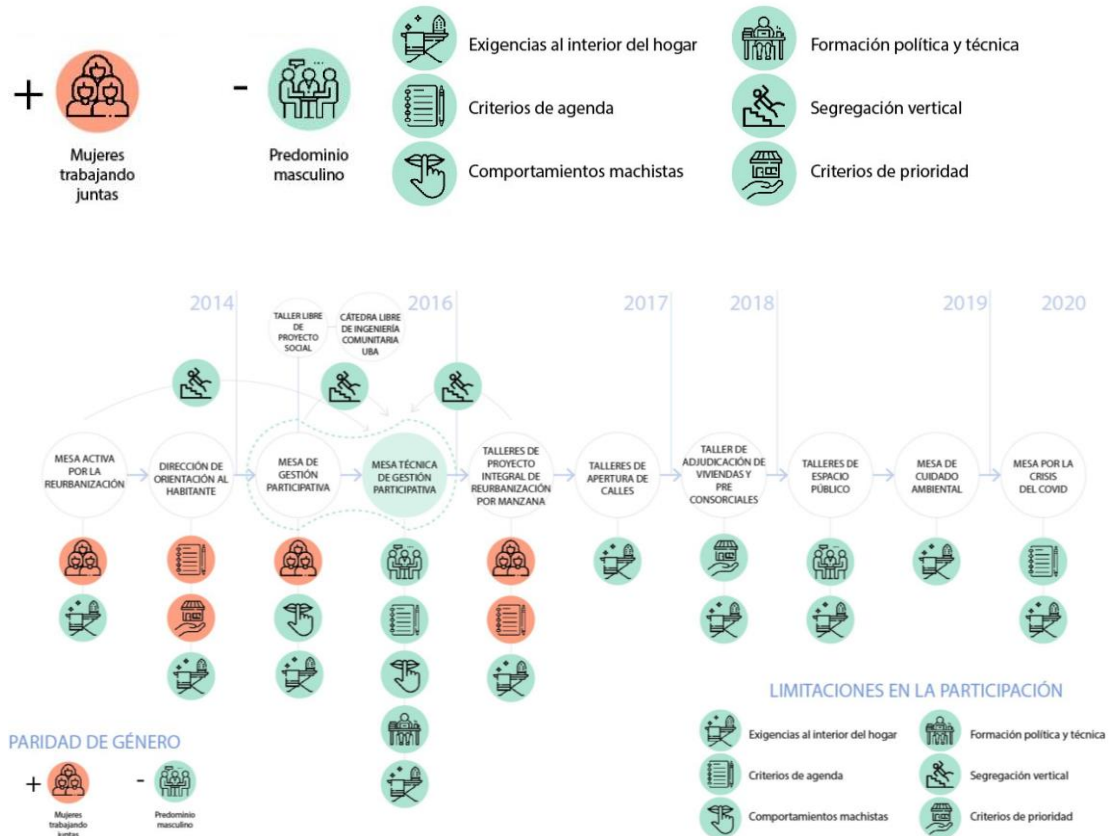 +
Mujeres
trabajando
juntas
-
Predominio
masculino
Exigencias al interior del hogar
Criterios de agenda
Comportamientos machistas
Formación política y técnica
Segregación vertical
Criterios de prioridad
2014
2016
2017
2018
2019
2020
TALLER LIBRE
DE
PROYECTO
SOCIAL
CÁTEDRA LIBRE
DE INGENIERÍA
COMUNITARIA
UBA
MESA ACTIVA
POR LA
REURBANIZACIÓN
DIRECCIÓN DE
ORIENTACIÓN AL
HABITANTE
MESA DE
GESTIÓN
PARTICIPATIVA
MESA TÉCNICA
DE GESTIÓN
PARTICIPATIVA
TALLERES DE
PROYECTO
INTEGRAL DE
REURBANIZACIÓN
POR MANZANA
TALLERES DE
APERTURA DE
CALLES
TALLER DE
ADJUDICACIÓN DE
VIVIENDAS Y
PRE
CONSORCIALES
TALLERES DE
ESPACIO
PÚBLICO
MESA DE
CUIDADO
AMBIENTAL
MESA POR LA
CRISIS
DEL COVID
PARIDAD DE GÉNERO
+
Mujeres
trabajando
juntas
-
Predominio
masculino
LIMITACIONES EN LA PARTICIPACIÓN
Exigencias al interior del hogar
Criterios de agenda
Comportamientos machistas
Formación política y técnica
Segregación vertical
Criterios de prioridad